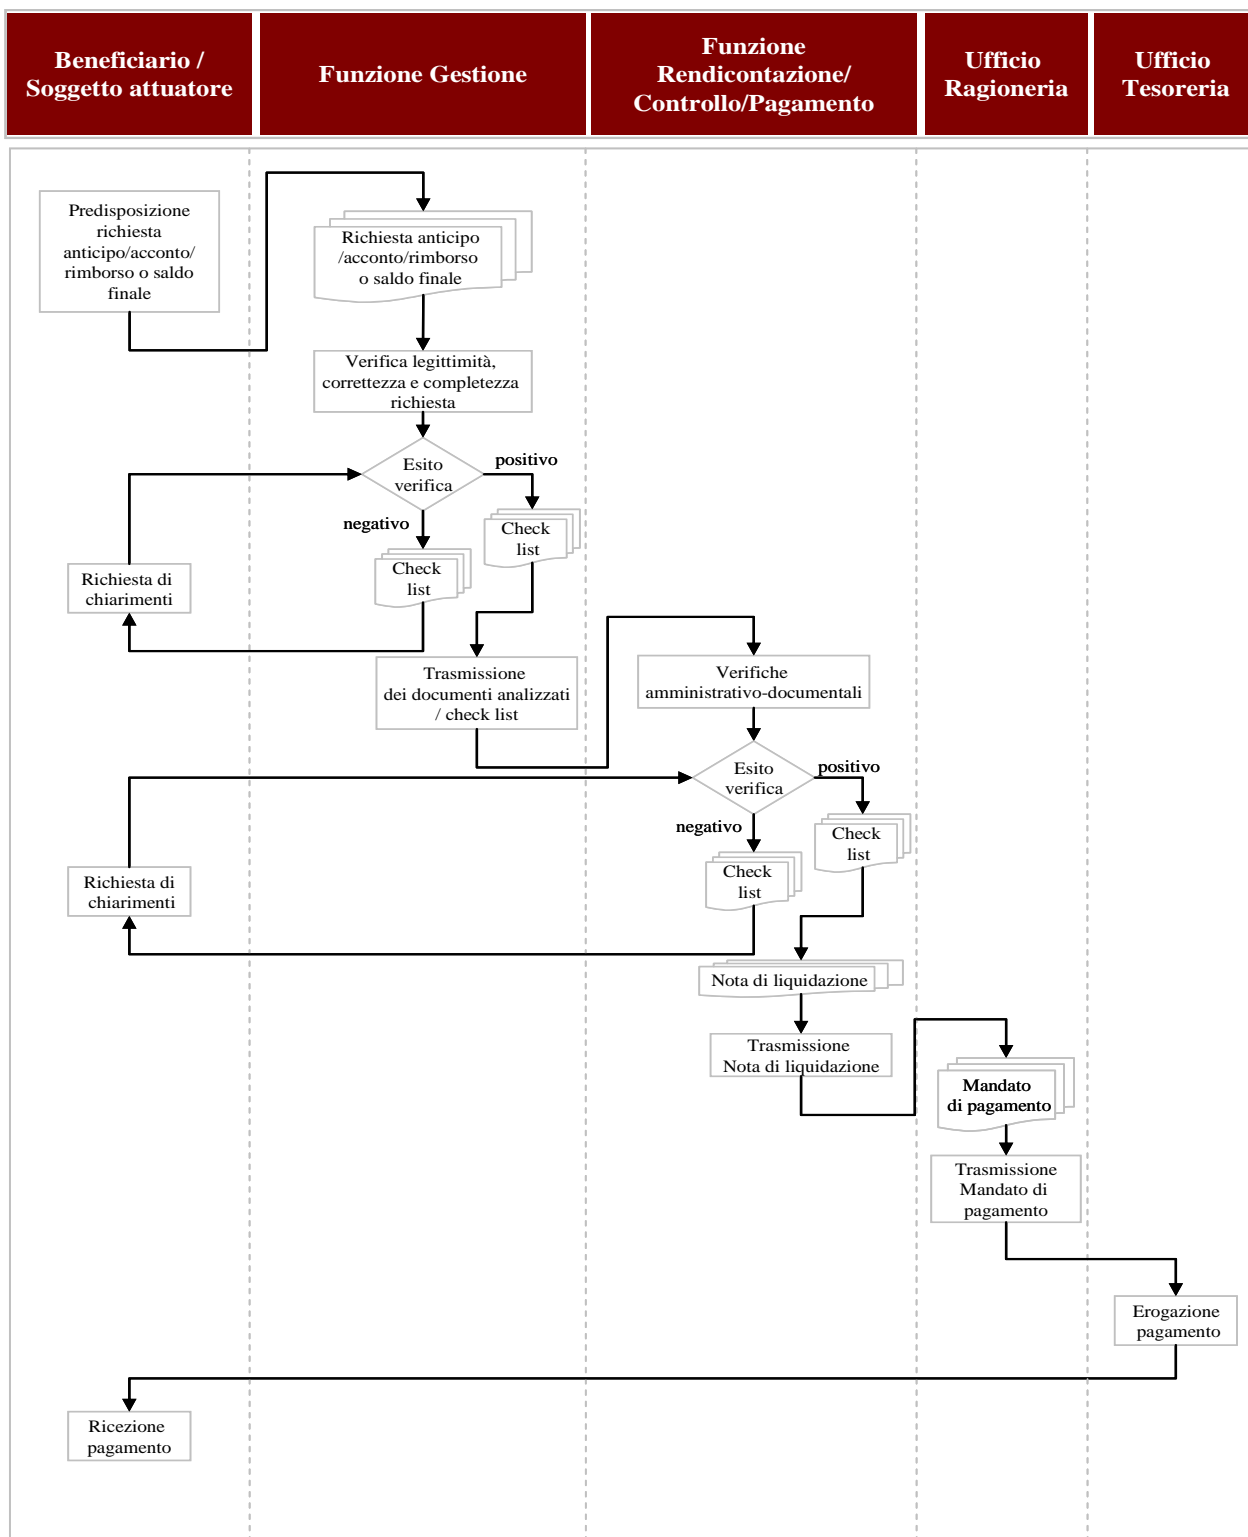 Beneficiario /
Soggetto attuatore
Funzione Gestione
Funzione
Rendicontazione/
Controllo/Pagamento
Ufficio
Ragioneria
Ufficio
Tesoreria
Predisposizione
richiesta
anticipo/acconto/
rimborso o saldo
finale
Richiesta anticipo
/acconto/rimborso
o saldo finale
Verifica legittimità,
correttezza e completezza
richiesta
Esito
verifica
positivo
negativo
Check
list
Check
list
Richiesta di
chiarimenti
Trasmissione
dei documenti analizzati
/ check list
Verifiche
amministrativo-documentali
Esito
verifica
positivo
negativo
Check
list
Check
list
Richiesta di
chiarimenti
Nota di liquidazione
Trasmissione
Nota di liquidazione
Mandato
di pagamento
Trasmissione
Mandato di
pagamento
Erogazione
pagamento
Ricezione
pagamento